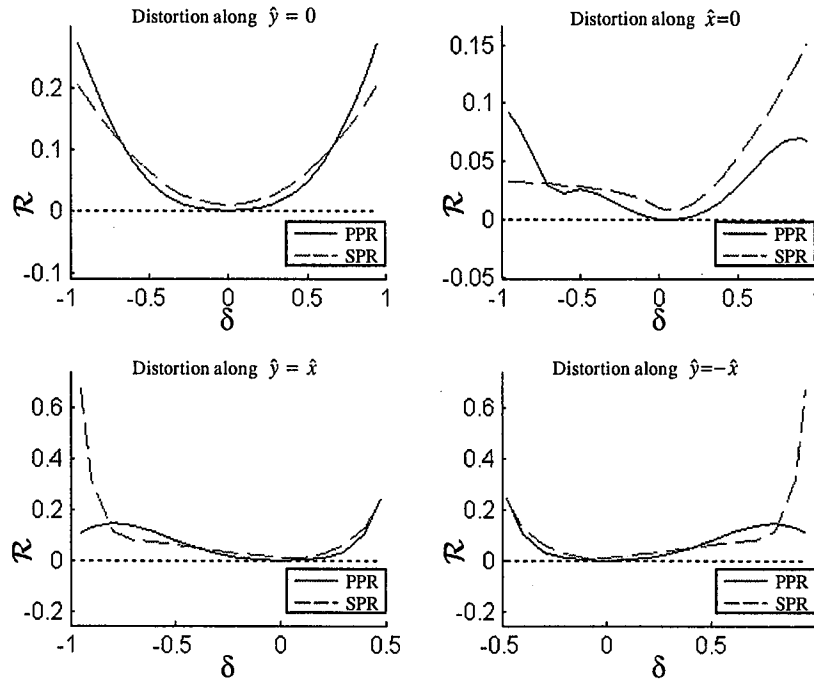 Distortion along ŷ = 0
0.2
0.1
0
-0.1
ℛ
PPR
SPR
-1
-0.5
0
0.5
1
δ
Distortion along x̂=0
0.15
0.1
0.05
0
-0.05
ℛ
PPR
SPR
-1
-0.5
0
0.5
1
δ
Distortion along ŷ = x̂
0.6
0.4
0.2
0
-0.2
ℛ
PPR
SPR
-1
-0.5
0
0.5
δ
Distortion along ŷ=−x̂
0.6
0.4
0.2
0
-0.2
ℛ
PPR
SPR
-0.5
0
0.5
δ